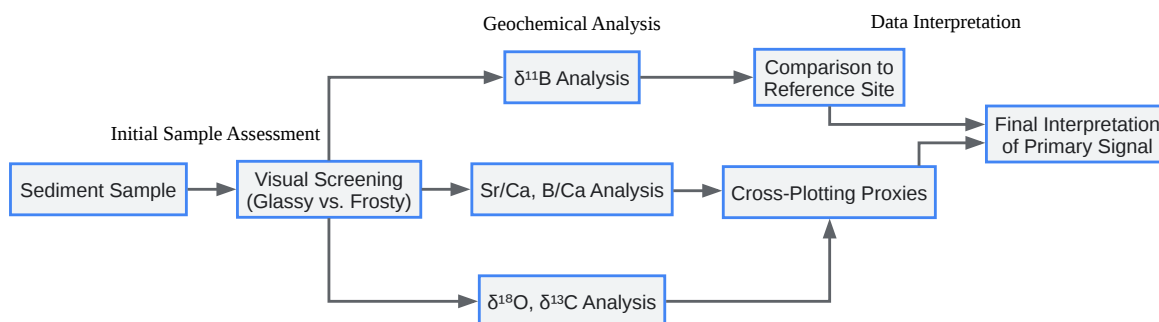 Geochemical Analysis
Data Interpretation
δ¹¹B Analysis
Comparison to
Reference Site
Initial Sample Assessment
Final Interpretation
of Primary Signal
Sediment Sample
Visual Screening
(Glassy vs. Frosty)
Sr/Ca, B/Ca Analysis
Cross-Plotting Proxies
δ¹⁸O, δ¹³C Analysis